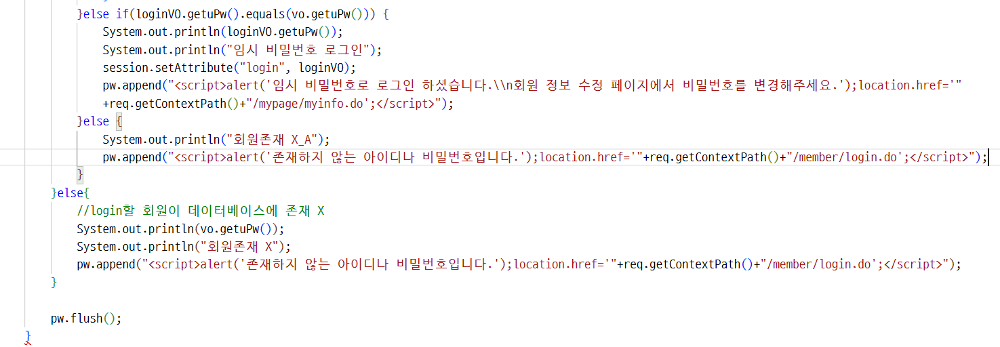 }else if(loginVO.getuPw().equals(vo.getuPw())) {
System.out.println(loginVO.getuPw());
System.out.println("임시 비밀번호 로그인");
session.setAttribute("login", loginVO);
pw.append("<script>alert('임시 비밀번호로 로그인 하셨습니다.\\n회원 정보 수정 페이지에서 비밀번호를 변경해주세요.');location.href='"
+req.getContextPath()+"/mypage/myinfo.do';</script>");
}else {
System.out.println("회원존재 X_A");
pw.append("<script>alert('존재하지 않는 아이디나 비밀번호입니다.');location.href='"+req.getContextPath()+"/member/login.do';</script>");
}
}else{
//login할 회원이 데이터베이스에 존재 X
System.out.println(vo.getuPw());
System.out.println("회원존재 X");
pw.append("<script>alert('존재하지 않는 아이디나 비밀번호입니다.');location.href='"+req.getContextPath()+"/member/login.do';</script>");
}
pw.flush();
}